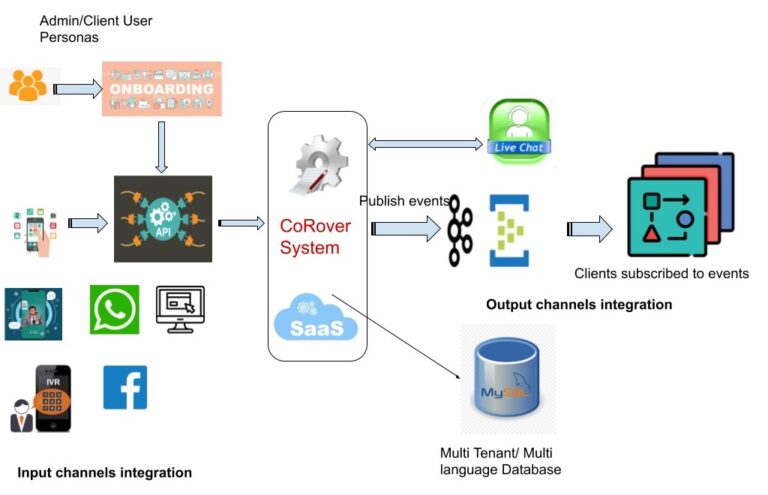 Admin/Client User
Personas
ONBOARDING
Live Chat
API
Publish events
CoRover
System
Clients subscribed to events
Output channels integration
SaaS
IVR
MySQL
Multi Tenant/ Multi
language Database
Input channels integration